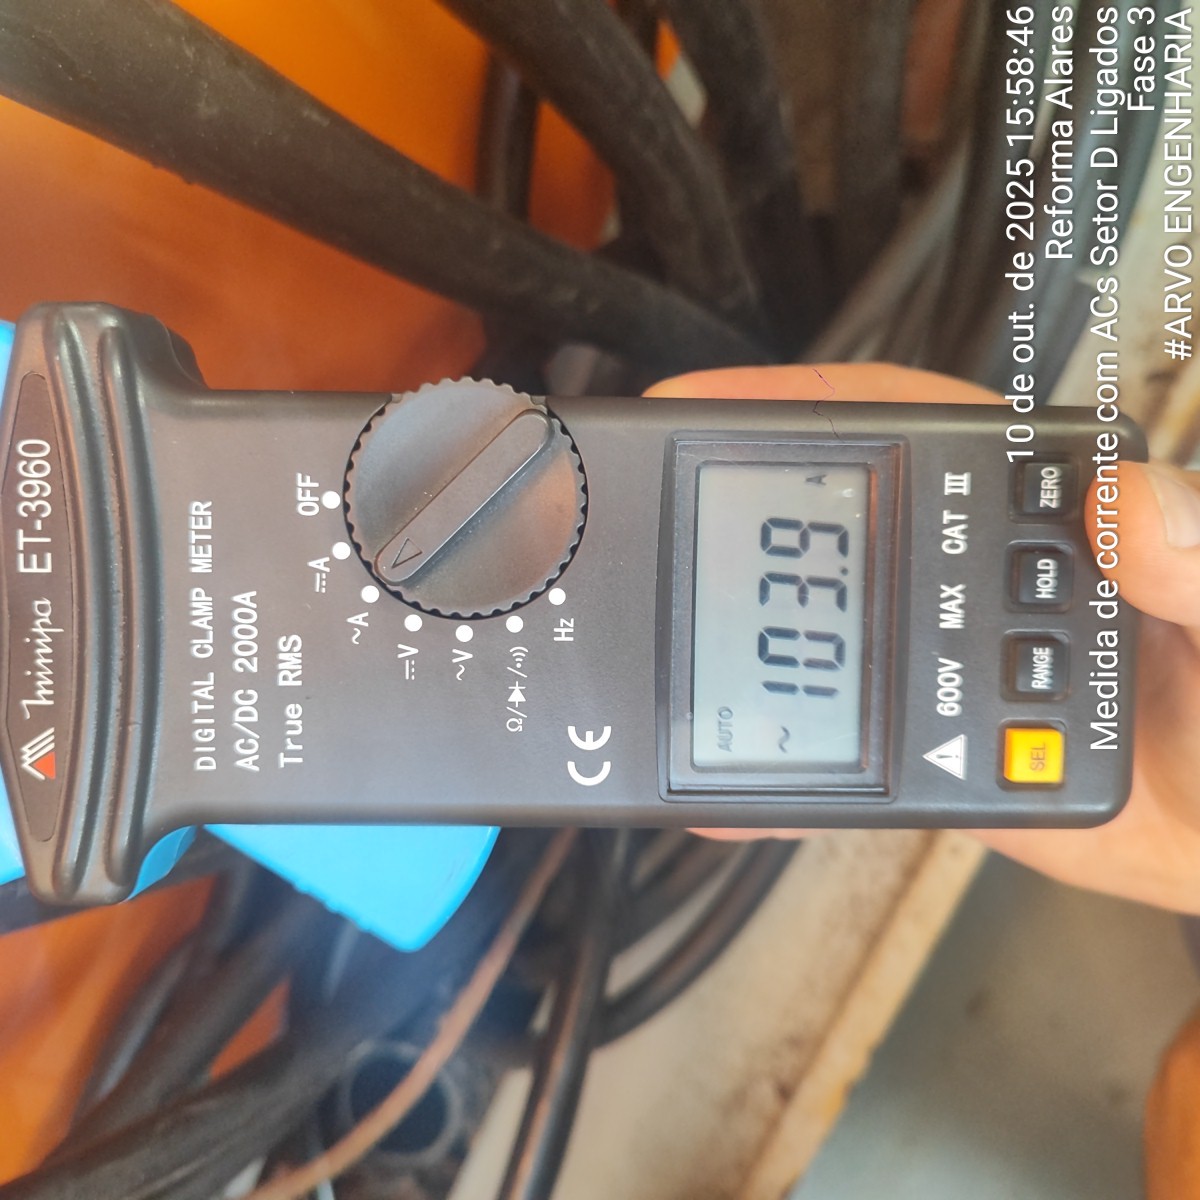 minipa ET-3960
DIGITAL CLAMP METER
AC/DC 2000A
True RMS
OFF
⎓A
~A
⎓V
~V
Ω/⯈/•)))
Hz
CE
AUTO
~ 103.9 A
600V MAX CAT III
SEL RANGE HOLD ZERO
10 de out. de 2025 15:58:46
Reforma Alares
Medida de corrente com ACs Setor D Ligados
Fase 3
#ARVO ENGENHARIA